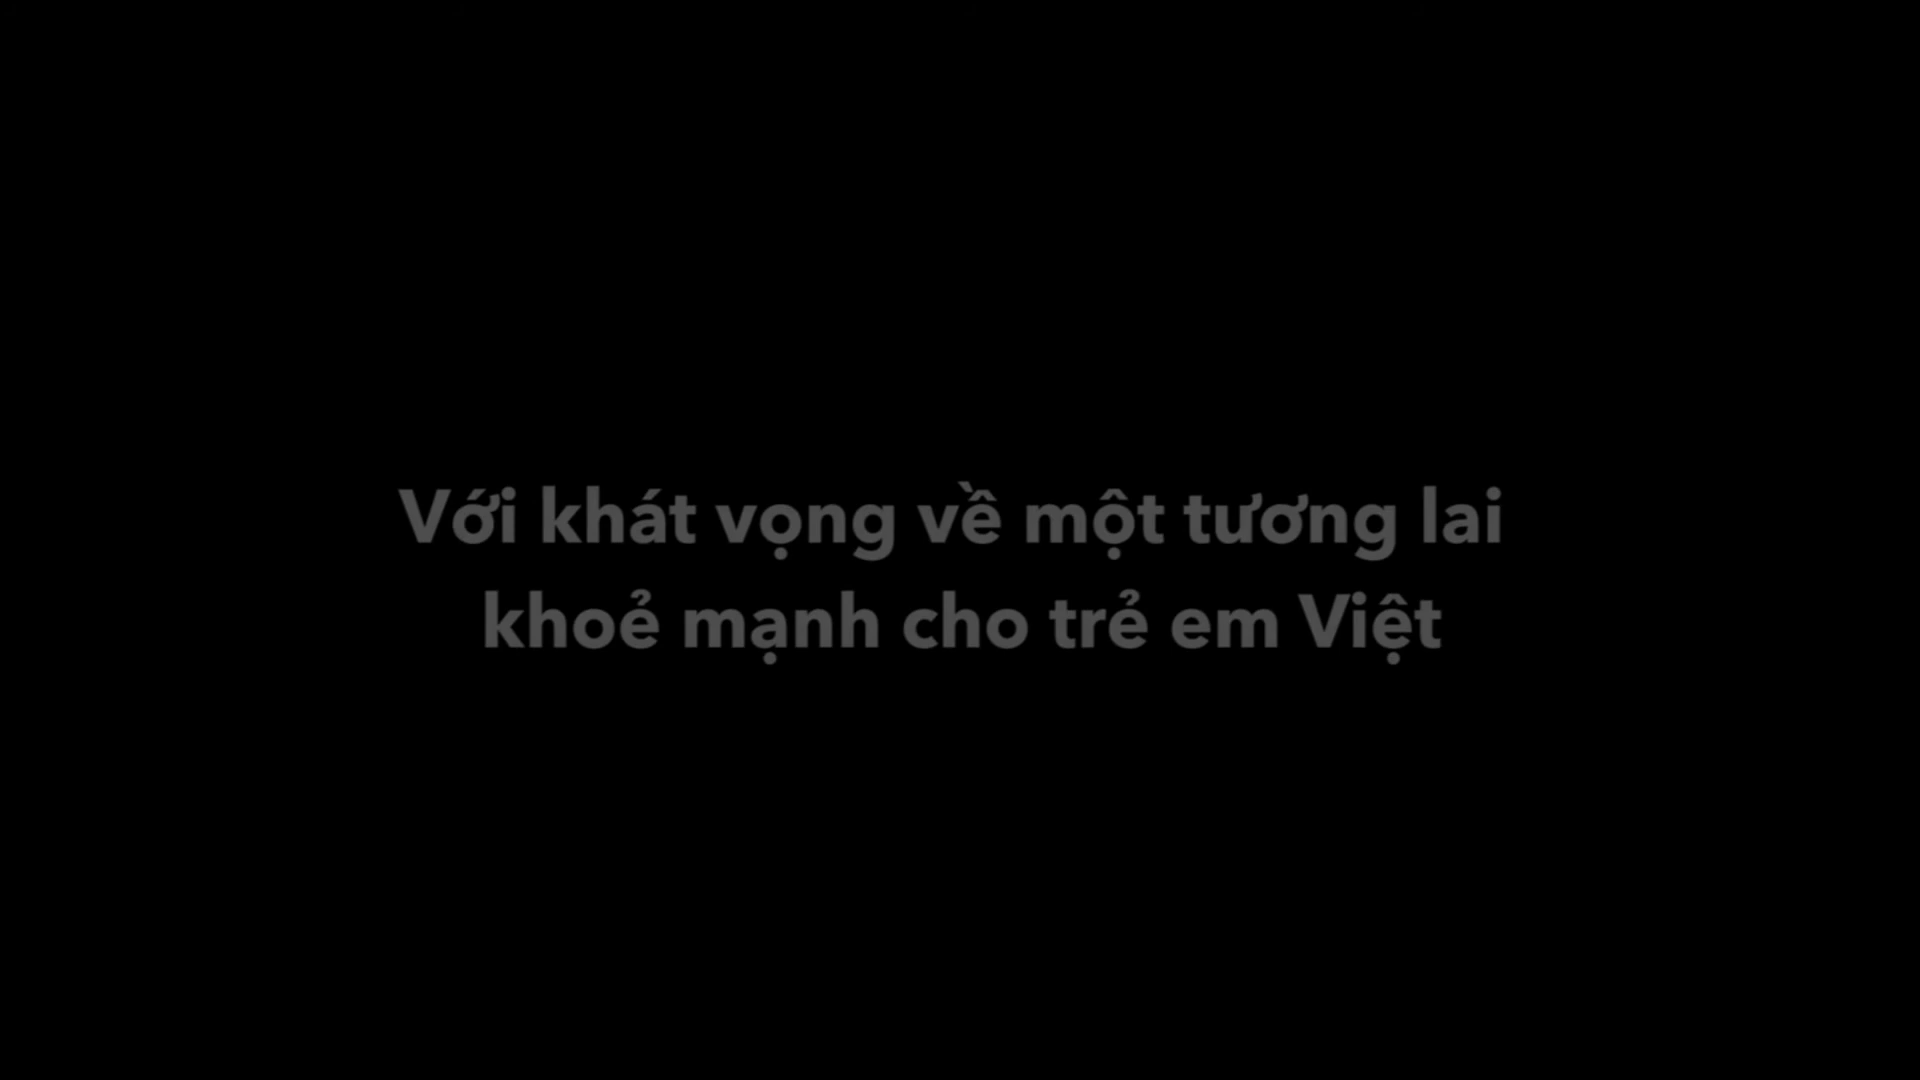 Với khát vọng về một tương lai
khoẻ mạnh cho trẻ em Việt